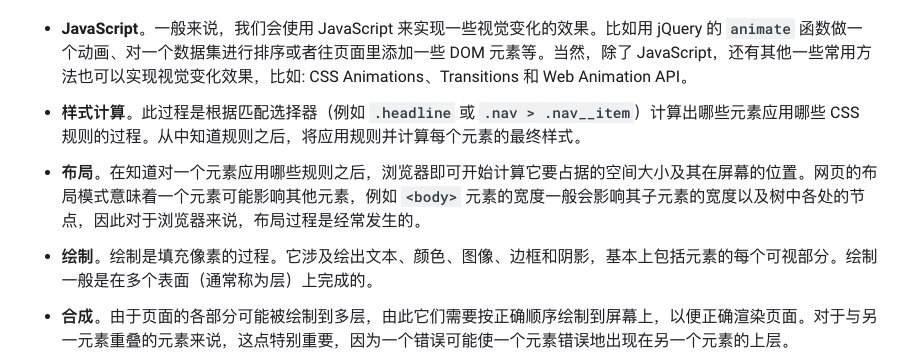 • JavaScript。一般来说，我们会使用 JavaScript 来实现一些视觉变化的效果。比如用 jQuery 的 animate 函数做一
个动画、对一个数据集进行排序或者往页面里添加一些 DOM 元素等。当然，除了 JavaScript，还有其他一些常用方
法也可以实现视觉变化效果，比如: CSS Animations、Transitions 和 Web Animation API。
• 样式计算。此过程是根据匹配选择器（例如 .headline 或 .nav > .nav__item）计算出哪些元素应用哪些 CSS
规则的过程。从中知道规则之后，将应用规则并计算每个元素的最终样式。
• 布局。在知道对一个元素应用哪些规则之后，浏览器即可开始计算它要占据的空间大小及其在屏幕的位置。网页的布
局模式意味着一个元素可能影响其他元素，例如 <body> 元素的宽度一般会影响其子元素的宽度以及树中各处的节
点，因此对于浏览器来说，布局过程是经常发生的。
• 绘制。绘制是填充像素的过程。它涉及绘出文本、颜色、图像、边框和阴影，基本上包括元素的每个可视部分。绘制
一般是在多个表面（通常称为层）上完成的。
• 合成。由于页面的各部分可能被绘制到多层，由此它们需要按正确顺序绘制到屏幕上，以便正确渲染页面。对于与另
一元素重叠的元素来说，这点特别重要，因为一个错误可能使一个元素错误地出现在另一个元素的上层。